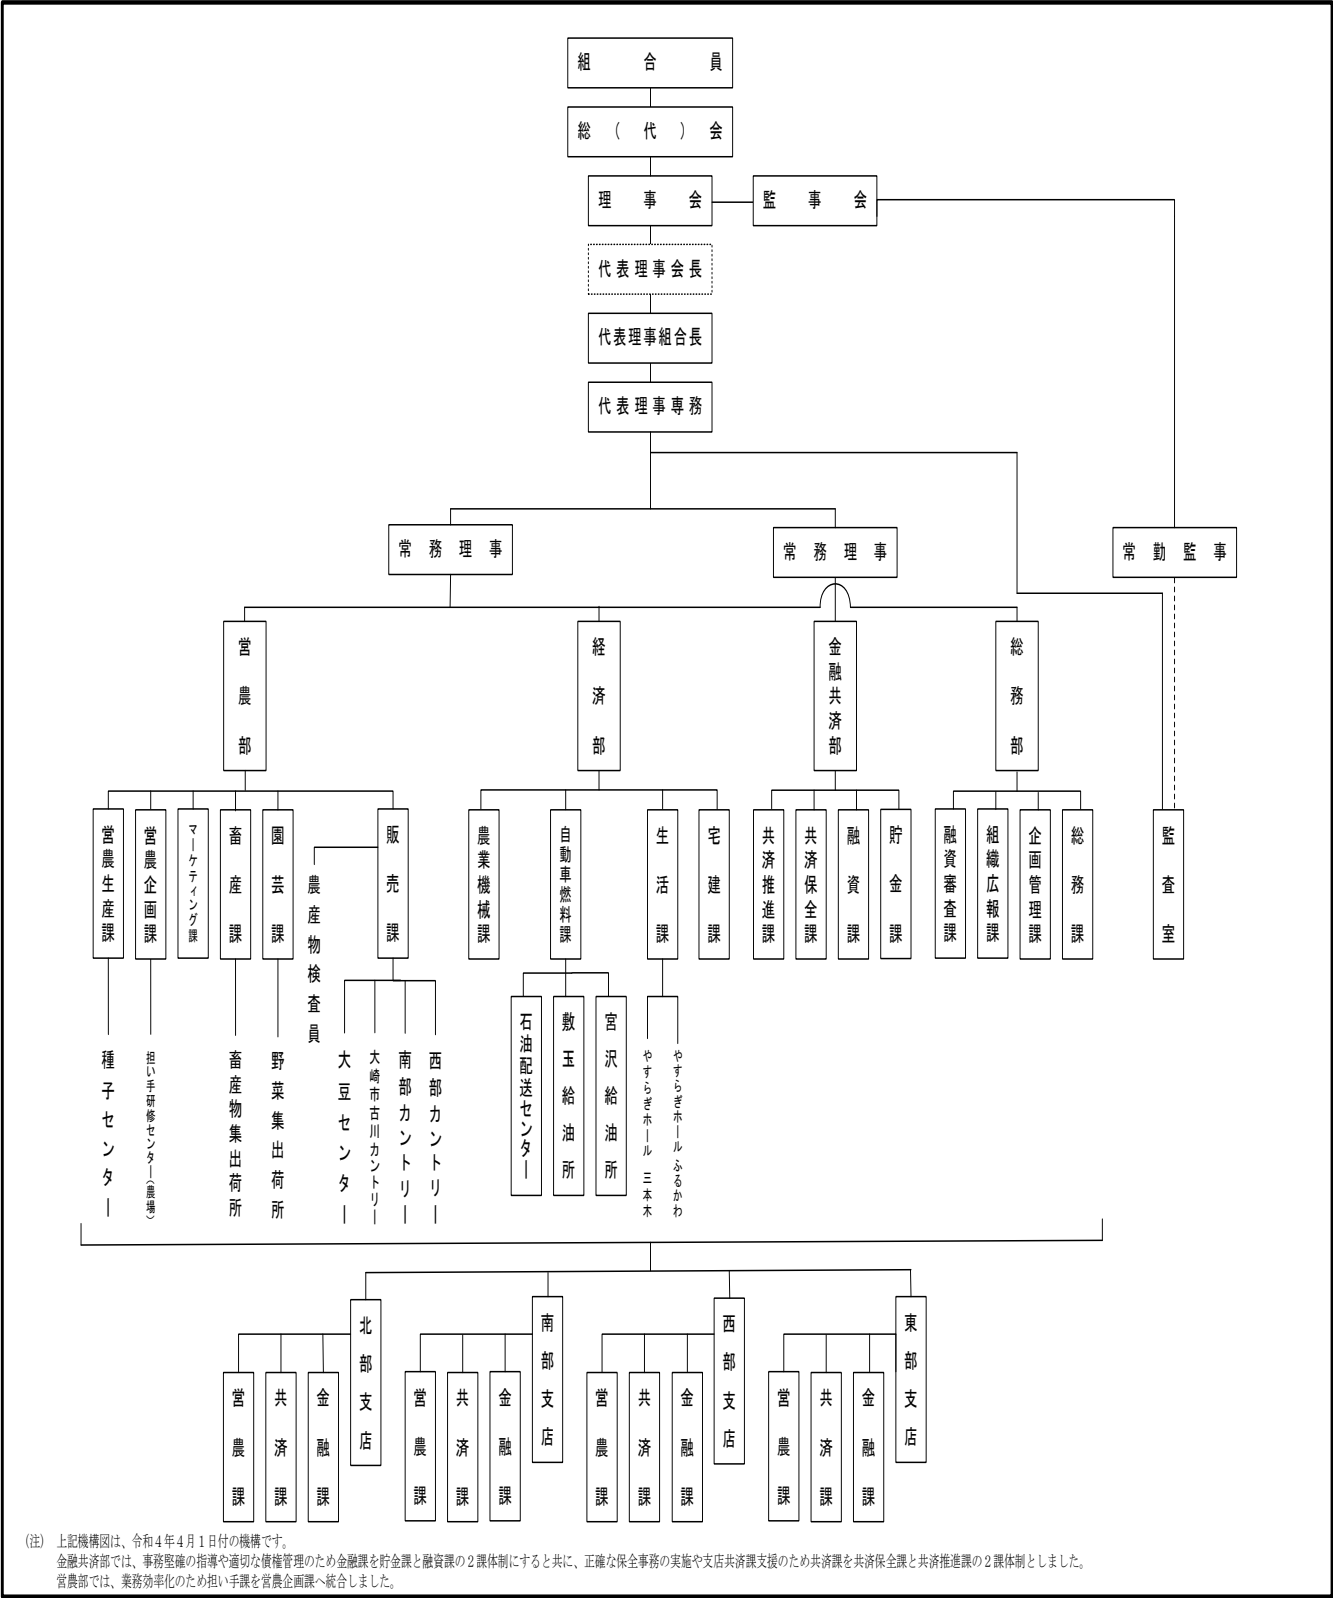 組合員
総（代）会
理事会
監事会
代表理事会長
代表理事組合長
代表理事専務
常務理事
常務理事
常勤監事
営農部
経済部
金融共済部
総務部
営農生産課
営農企画課
マーケティング課
畜産課
園芸課
農産物検査員
販売課
農業機械課
自動車燃料課
生活課
宅建課
共済推進課
共済保全課
融資課
貯金課
融資審査課
組織広報課
企画管理課
総務課
監査室
種子センター
担い手研修センター（農場）
畜産物集出荷所
野菜集出荷所
大豆センター
大崎市古川カントリー
南部カントリー
西部カントリー
石油配送センター
敷玉給油所
宮沢給油所
やすらぎホール 三本木
やすらぎホール ふるかわ
北部支店
営農課
共済課
金融課
南部支店
営農課
共済課
金融課
西部支店
営農課
共済課
金融課
東部支店
営農課
共済課
金融課
(注) 上記機構図は、令和４年４月１日付の機構です。
金融共済部では、事務堅確の指導や適切な債権管理のため金融課を貯金課と融資課の２課体制にすると共に、正確な保全事務の実施や支店共済課支援のため共済課を共済保全課と共済推進課の２課体制としました。
営農部では、業務効率化のため担い手課を営農企画課へ統合しました。